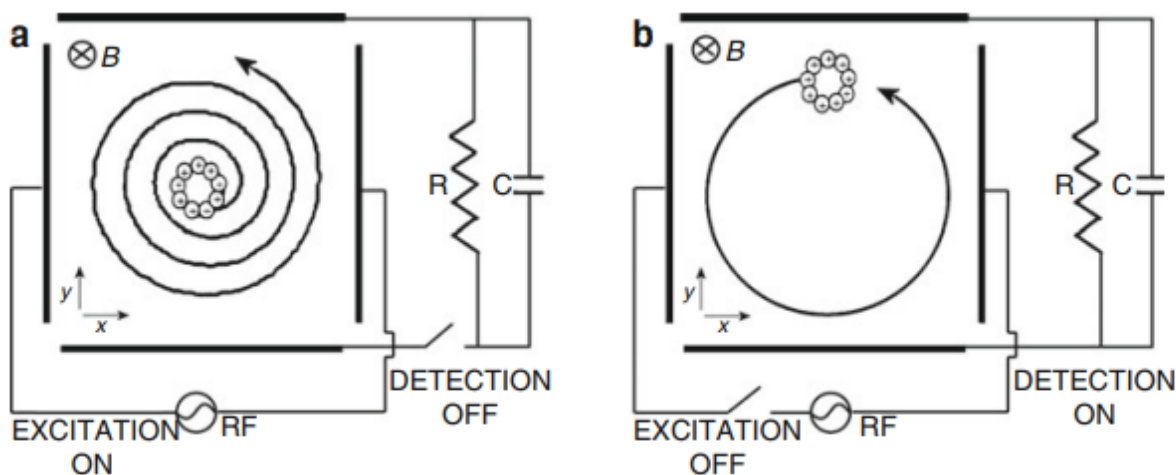 a
B
R
C
y
x
RF
DETECTION
OFF
EXCITATION
ON
b
B
R
C
y
x
RF
DETECTION
ON
EXCITATION
OFF